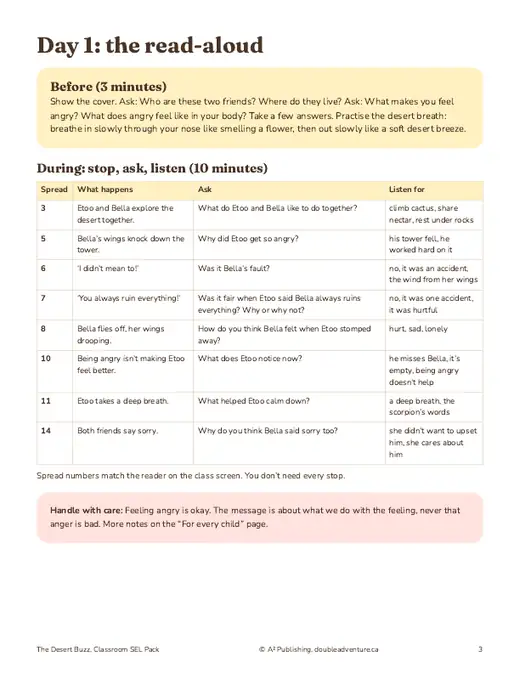 Day 1: the read-aloud
Before (3 minutes)
Show the cover. Ask: Who are these two friends? Where do they live? Ask: What makes you feel
angry? What does angry feel like in your body? Take a few answers. Practise the desert breath:
breathe in slowly through your nose like smelling a flower, then out slowly like a soft desert breeze.
During: stop, ask, listen (10 minutes)
Spread What happens Ask Listen for
3 Etoo and Bella explore the What do Etoo and Bella like to do together? climb cactus, share
desert together. nectar, rest under rocks
5 Bella's wings knock down the Why did Etoo get so angry? his tower fell, he
tower. worked hard on it
6 'I didn't mean to!' Was it Bella's fault? no, it was an accident,
the wind from her wings
7 'You always ruin everything!' Was it fair when Etoo said Bella always ruins no, it was one accident,
everything? Why or why not? it was hurtful
8 Bella flies off, her wings How do you think Bella felt when Etoo stomped hurt, sad, lonely
drooping. away?
10 Being angry isn't making Etoo What does Etoo notice now? he misses Bella, it's
feel better. empty, being angry
doesn't help
11 Etoo takes a deep breath. What helped Etoo calm down? a deep breath, the
scorpion's words
14 Both friends say sorry. Why do you think Bella said sorry too? she didn't want to upset
him, she cares about
him
Spread numbers match the reader on the class screen. You don't need every stop.
Handle with care: Feeling angry is okay. The message is about what we do with the feeling, never that
anger is bad. More notes on the "For every child" page.
The Desert Buzz, Classroom SEL Pack © A² Publishing, doubleadventure.ca 3